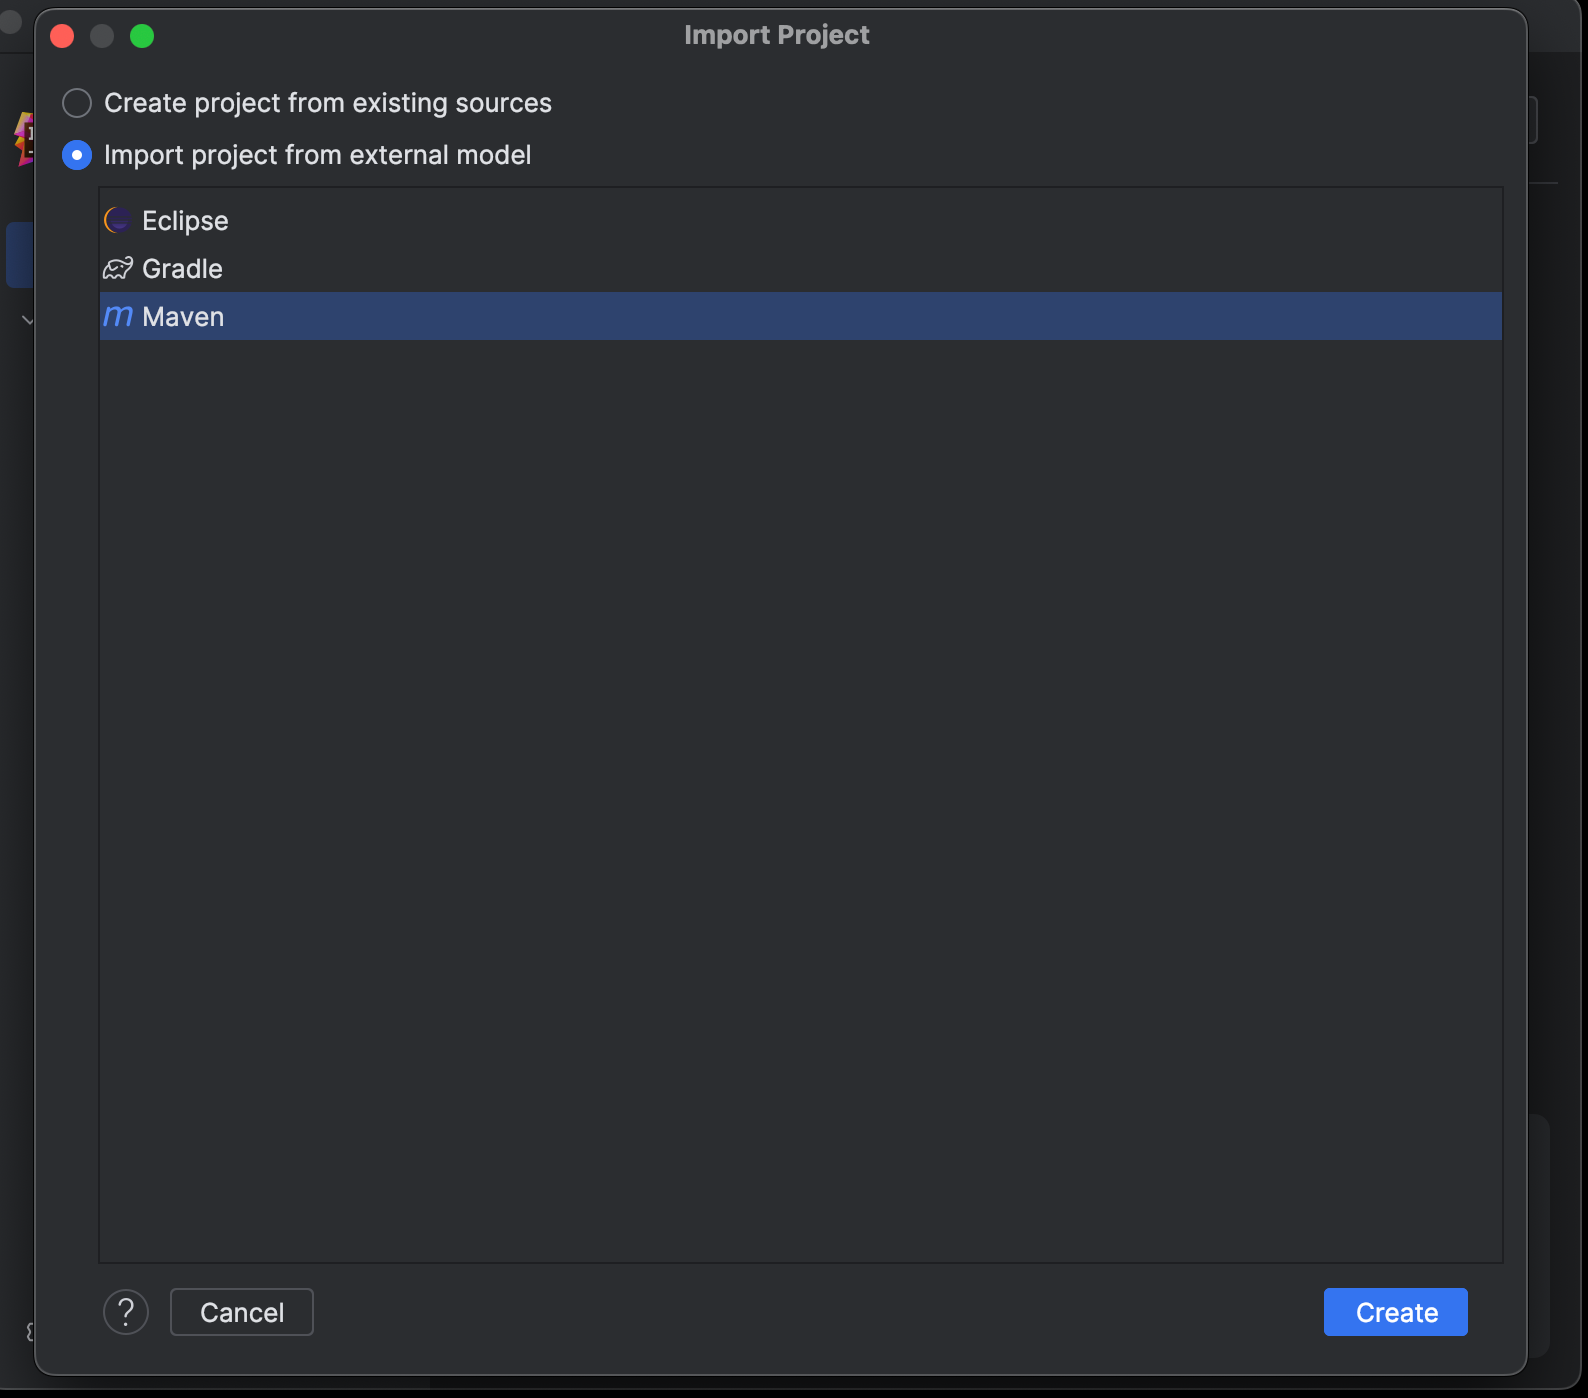 Import Project
Create project from existing sources
Import project from external model
Eclipse
Gradle
m Maven
?
Cancel
Create